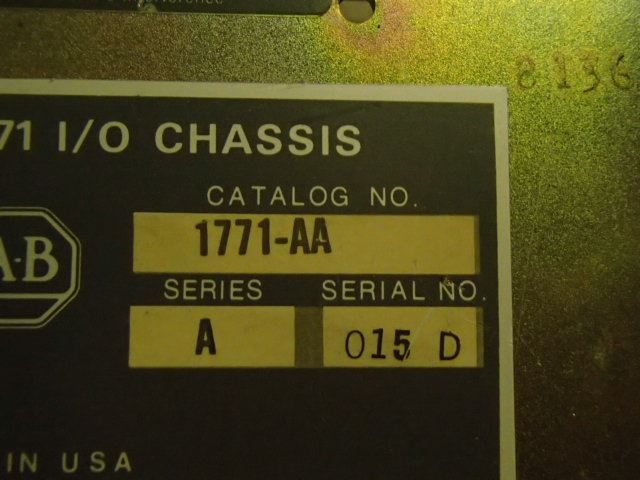 8136
71 I/O CHASSIS
CATALOG NO.
1771-AA
A-B
SERIES SERIAL NO.
A 015 D
IN USA